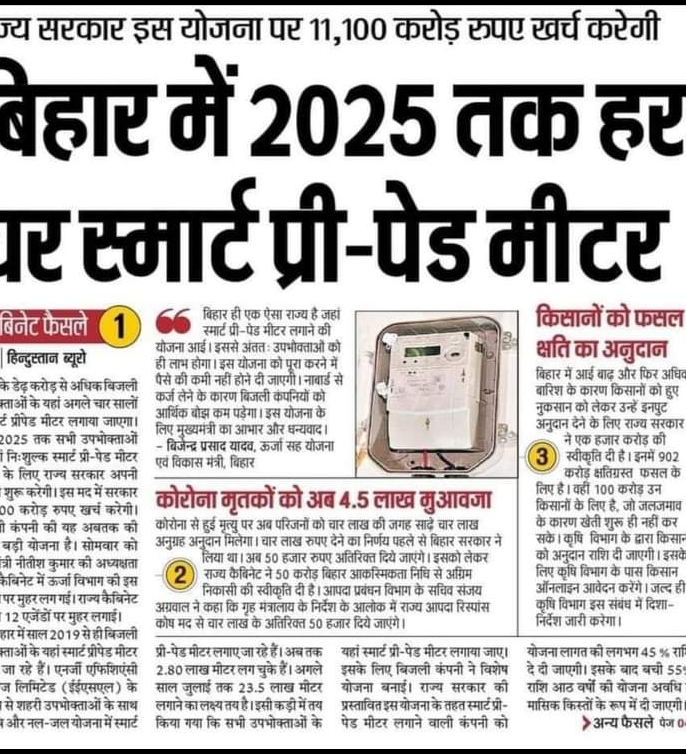 ज्य सरकार इस योजना पर 11,100 करोड़ रुपए खर्च करेगी
बिहार में 2025 तक हर
घर स्मार्ट प्री-पेड मीटर
बिनेट फैसले 1
हिन्दुस्तान ब्यूरो
के डेढ़ करोड़ से अधिक बिजली
क्ताओं के यहां अगले चार सालों
र्ट प्रीपेड मीटर लगाया जाएगा।
2025 तक सभी उपभोक्ताओं
निःशुल्क स्मार्ट प्री-पेड मीटर
के लिए राज्य सरकार अपनी
शुरू करेगी। इस मद में सरकार
00 करोड़ रुपए खर्च करेगी।
ी कंपनी की यह अबतक की
बड़ी योजना है। सोमवार को
त्री नीतीश कुमार की अध्यक्षता
कैबिनेट में ऊर्जा विभाग की इस
पर मुहर लग गई। राज्य कैबिनेट
12 एजेंडों पर मुहर लगाई।
हार में साल 2019 से ही बिजली
क्ताओं के यहां स्मार्ट प्रीपेड मीटर
जा रहे हैं। एनर्जी एफिशिएंसी
ज लिमिटेड (ईईएसएल) के
से शहरी उपभोक्ताओं के साथ
और नल-जल योजना में स्मार्ट
बिहार ही एक ऐसा राज्य है जहां
स्मार्ट प्री-पेड मीटर लगाने की
योजना आई। इससे अंततः उपभोक्ताओं को
ही लाभ होगा। इस योजना को पूरा करने में
पैसे की कमी नहीं होने दी जाएगी। नाबार्ड से
कर्ज लेने के कारण बिजली कंपनियों को
आर्थिक बोझ कम पड़ेगा। इस योजना के
लिए मुख्यमंत्री का आभार और धन्यवाद।
- बिजेन्द्र प्रसाद यादव, ऊर्जा सह योजना
एवं विकास मंत्री, बिहार
कोरोना मृतकों को अब 4.5 लाख मुआवजा
कोरोना से हुई मृत्यु पर अब परिजनों को चार लाख की जगह साढ़े चार लाख
अनुग्रह अनुदान मिलेगा। चार लाख रुपए देने का निर्णय पहले से बिहार सरकार ने
लिया था। अब 50 हजार रुपए अतिरिक्त दिये जाएंगे। इसको लेकर
2 राज्य कैबिनेट ने 50 करोड़ बिहार आकस्मिकता निधि से अग्रिम
निकासी की स्वीकृति दी है। आपदा प्रबंधन विभाग के सचिव संजय
अग्रवाल ने कहा कि गृह मंत्रालाय के निर्देश के आलोक में राज्य आपदा रिस्पांस
कोष मद से चार लाख के अतिरिक्त 50 हजार दिये जाएंगे।
किसानों को फसल
क्षति का अनुदान
बिहार में आई बाढ़ और फिर अधिक
बारिश के कारण किसानों को हुए
नुकसान को लेकर उन्हें इनपुट
अनुदान देने के लिए राज्य सरकार
ने एक हजार करोड़ की
3 स्वीकृति दी है। इनमें 902
करोड़ क्षतिग्रस्त फसल के
लिए है। वहीं 100 करोड़ उन
किसानों के लिए है, जो जलजमाव
के कारण खेती शुरू ही नहीं कर
सके। कृषि विभाग के द्वारा किसान
को अनुदान राशि दी जाएगी। इसके
लिए कृषि विभाग के पास किसान
ऑनलाइन आवेदन करेंगे। जल्द ही
कृषि विभाग इस संबंध में दिशा-
निर्देश जारी करेगा।
प्री-पेड मीटर लगाए जा रहे हैं। अब तक
2.80 लाख मीटर लग चुके हैं। अगले
साल जुलाई तक 23.5 लाख मीटर
लगाने का लक्ष्य तय है। इसी कड़ी में तय
किया गया कि सभी उपभोक्ताओं के
यहां स्मार्ट प्री-पेड मीटर लगाया जाए।
इसके लिए बिजली कंपनी ने विशेष
योजना बनाई। राज्य सरकार की
प्रस्तावित इस योजना के तहत स्मार्ट प्री-
पेड मीटर लगाने वाली कंपनी को
योजना लागत की लगभग 45 % राशि
दे दी जाएगी। इसके बाद बची 55%
राशि आठ वर्षों की योजना अवधि
मासिक किस्तों के रूप में दी जाएगी।
अन्य फैसले पेज